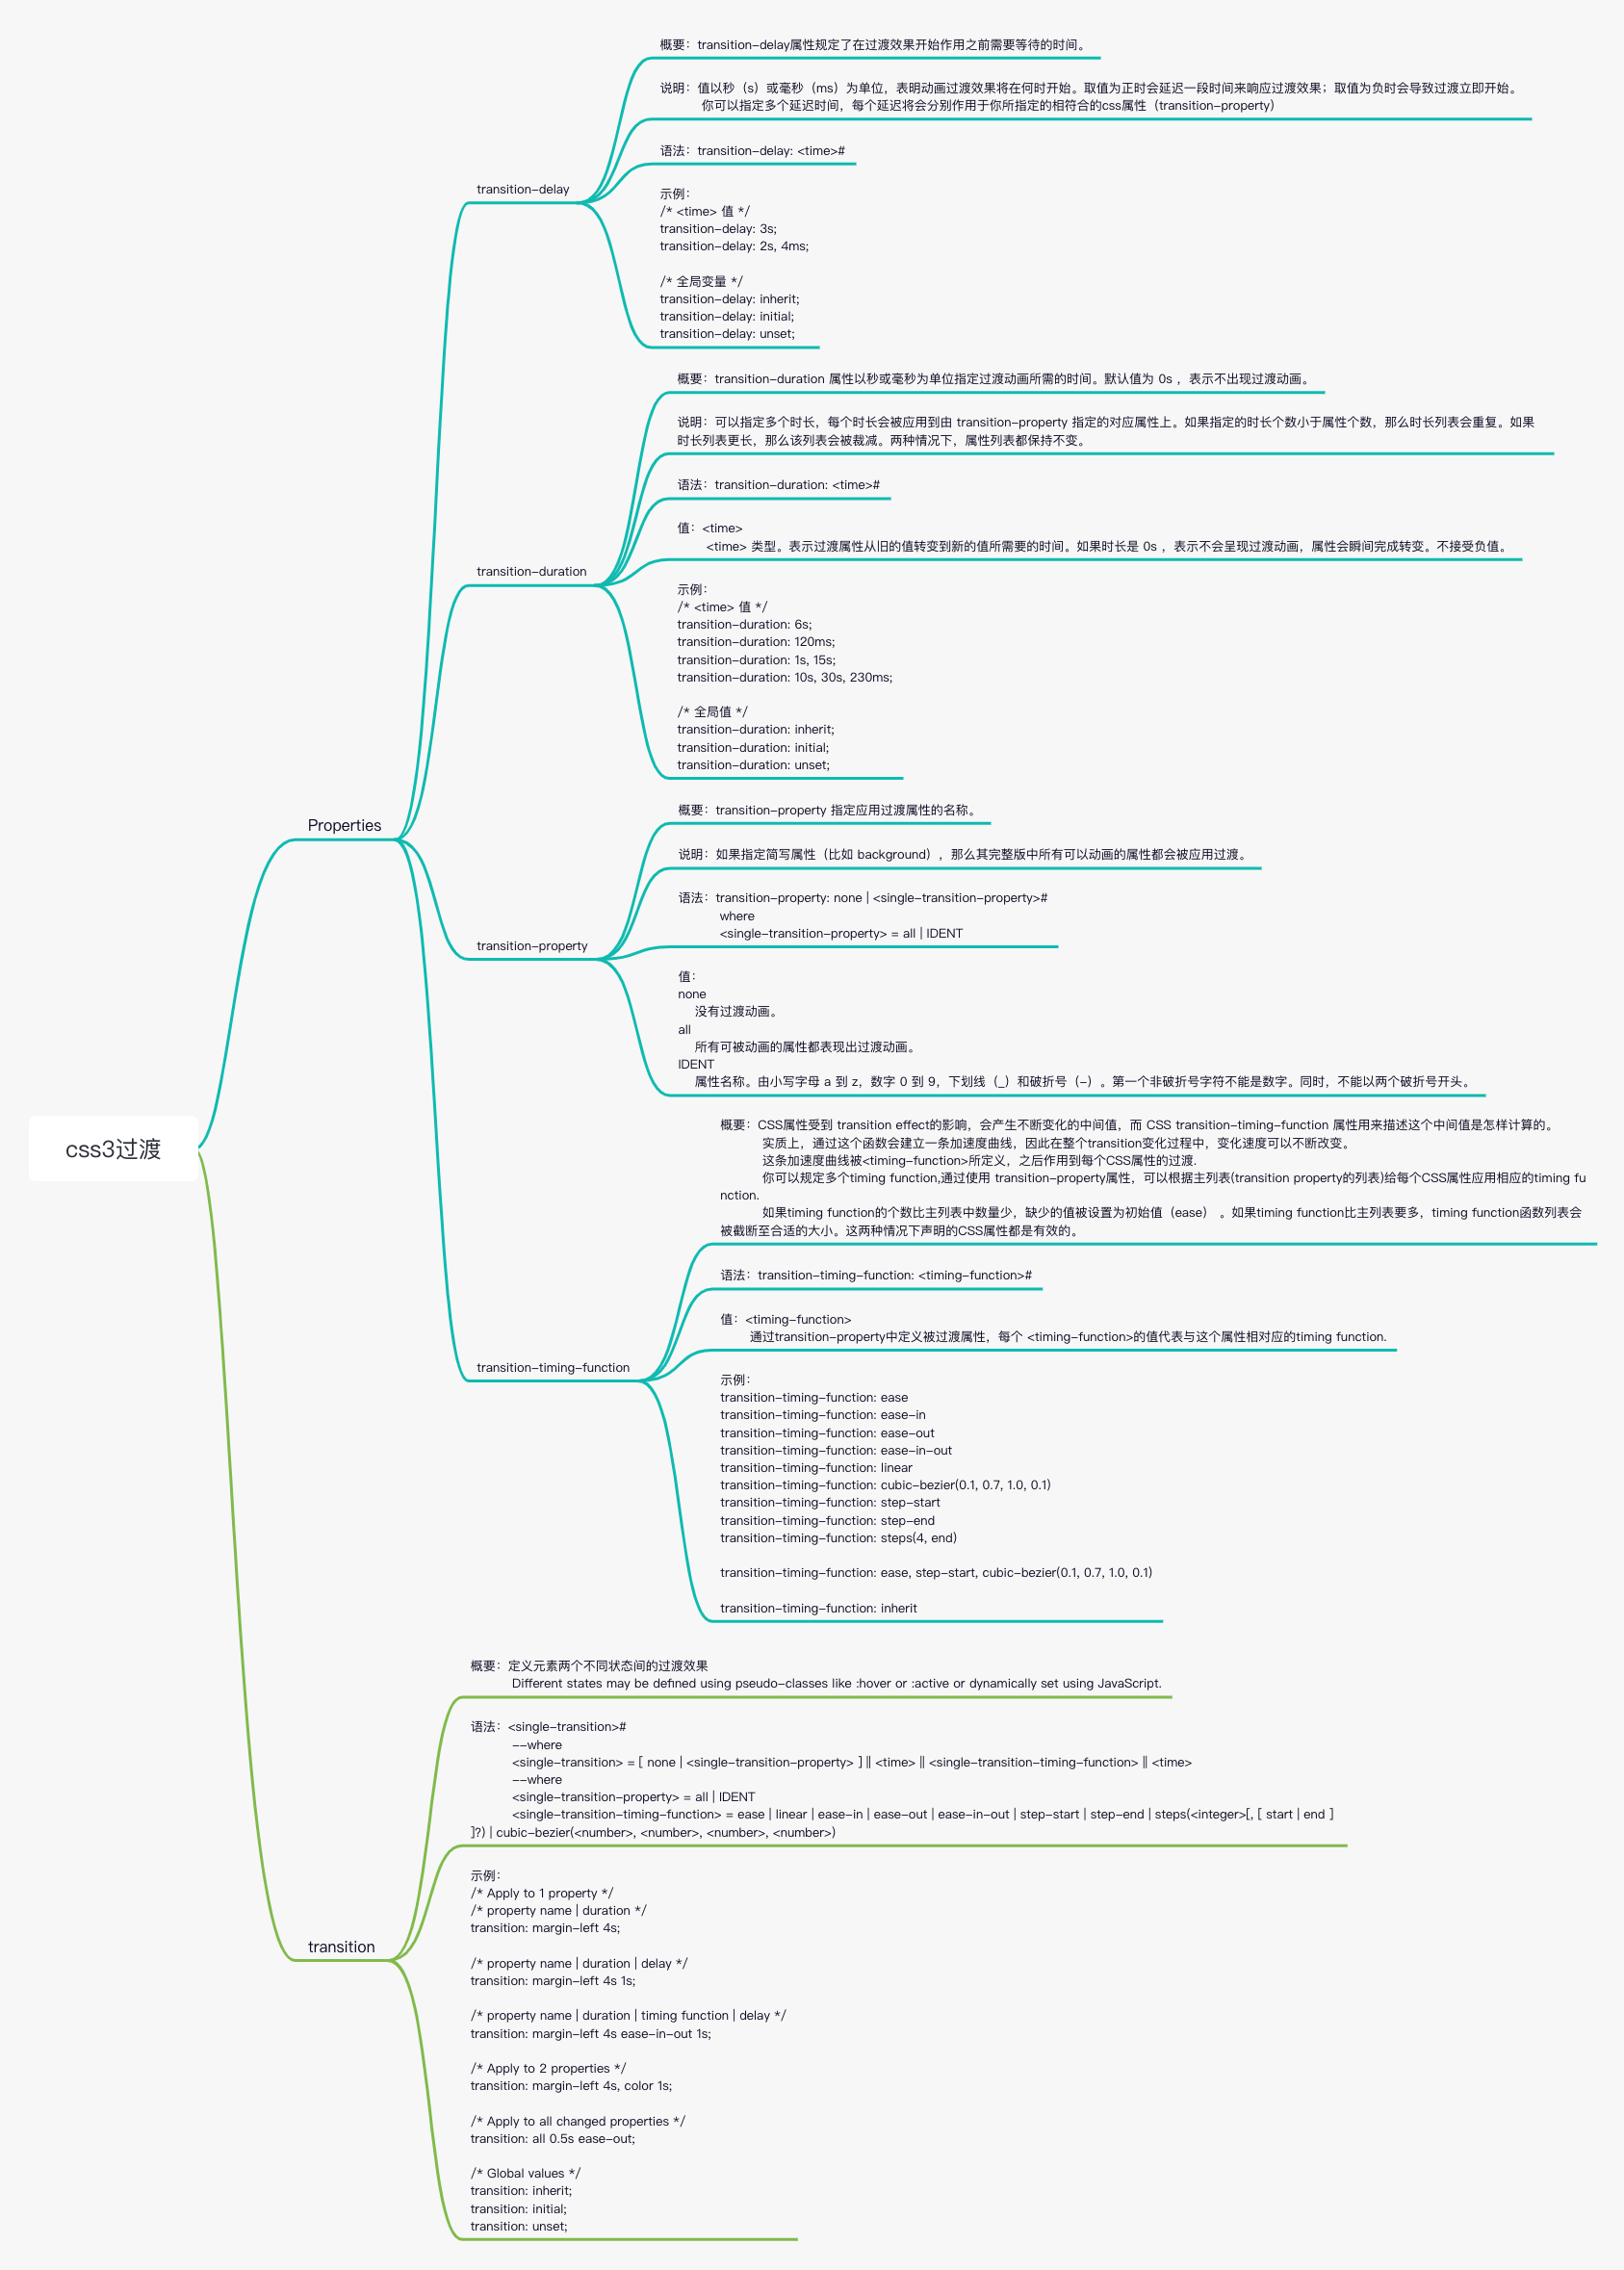 概要：transition-delay属性规定了在过渡效果开始作用之前需要等待的时间。
说明：值以秒（s）或毫秒（ms）为单位，表明动画过渡效果将在何时开始。取值为正时会延迟一段时间来响应过渡效果；取值为负时会导致过渡立即开始。
你可以指定多个延迟时间，每个延迟将会分别作用于你所指定的相符合的css属性（transition-property）
语法：transition-delay: <time>#
transition-delay
示例：
/* <time> 值 */
transition-delay: 3s;
transition-delay: 2s, 4ms;
/* 全局变量 */
transition-delay: inherit;
transition-delay: initial;
transition-delay: unset;
概要：transition-duration 属性以秒或毫秒为单位指定过渡动画所需的时间。默认值为 0s ，表示不出现过渡动画。
说明：可以指定多个时长，每个时长会被应用到由 transition-property 指定的对应属性上。如果指定的时长个数小于属性个数，那么时长列表会重复。如果
时长列表更长，那么该列表会被裁减。两种情况下，属性列表都保持不变。
语法：transition-duration: <time>#
值：<time>
<time> 类型。表示过渡属性从旧的值转变到新的值所需要的时间。如果时长是 0s ，表示不会呈现过渡动画，属性会瞬间完成转变。不接受负值。
transition-duration
示例：
/* <time> 值 */
transition-duration: 6s;
transition-duration: 120ms;
transition-duration: 1s, 15s;
transition-duration: 10s, 30s, 230ms;
/* 全局值 */
transition-duration: inherit;
transition-duration: initial;
transition-duration: unset;
Properties
概要：transition-property 指定应用过渡属性的名称。
说明：如果指定简写属性（比如 background），那么其完整版中所有可以动画的属性都会被应用过渡。
语法：transition-property: none | <single-transition-property>#
where
<single-transition-property> = all | IDENT
transition-property
值：
none
没有过渡动画。
all
所有可被动画的属性都表现出过渡动画。
IDENT
属性名称。由小写字母 a 到 z，数字 0 到 9，下划线（_）和破折号（-）。第一个非破折号字符不能是数字。同时，不能以两个破折号开头。
css3过渡
概要：CSS属性受到 transition effect的影响，会产生不断变化的中间值，而 CSS transition-timing-function 属性用来描述这个中间值是怎样计算的。
实质上，通过这个函数会建立一条加速度曲线，因此在整个transition变化过程中，变化速度可以不断改变。
这条加速度曲线被<timing-function>所定义，之后作用到每个CSS属性的过渡.
你可以规定多个timing function,通过使用 transition-property属性，可以根据主列表(transition property的列表)给每个CSS属性应用相应的timing fu
nction.
如果timing function的个数比主列表中数量少，缺少的值被设置为初始值（ease） 。如果timing function比主列表要多，timing function函数列表会
被截断至合适的大小。这两种情况下声明的CSS属性都是有效的。
语法：transition-timing-function: <timing-function>#
值：<timing-function>
通过transition-property中定义被过渡属性，每个 <timing-function>的值代表与这个属性相对应的timing function.
transition-timing-function
示例：
transition-timing-function: ease
transition-timing-function: ease-in
transition-timing-function: ease-out
transition-timing-function: ease-in-out
transition-timing-function: linear
transition-timing-function: cubic-bezier(0.1, 0.7, 1.0, 0.1)
transition-timing-function: step-start
transition-timing-function: step-end
transition-timing-function: steps(4, end)
transition-timing-function: ease, step-start, cubic-bezier(0.1, 0.7, 1.0, 0.1)
transition-timing-function: inherit
概要：定义元素两个不同状态间的过渡效果
Different states may be defined using pseudo-classes like :hover or :active or dynamically set using JavaScript.
语法：<single-transition>#
--where
<single-transition> = [ none | <single-transition-property> ] || <time> || <single-transition-timing-function> || <time>
--where
<single-transition-property> = all | IDENT
<single-transition-timing-function> = ease | linear | ease-in | ease-out | ease-in-out | step-start | step-end | steps(<integer>[, [ start | end ]
]?) | cubic-bezier(<number>, <number>, <number>, <number>)
transition
示例：
/* Apply to 1 property */
/* property name | duration */
transition: margin-left 4s;
/* property name | duration | delay */
transition: margin-left 4s 1s;
/* property name | duration | timing function | delay */
transition: margin-left 4s ease-in-out 1s;
/* Apply to 2 properties */
transition: margin-left 4s, color 1s;
/* Apply to all changed properties */
transition: all 0.5s ease-out;
/* Global values */
transition: inherit;
transition: initial;
transition: unset;